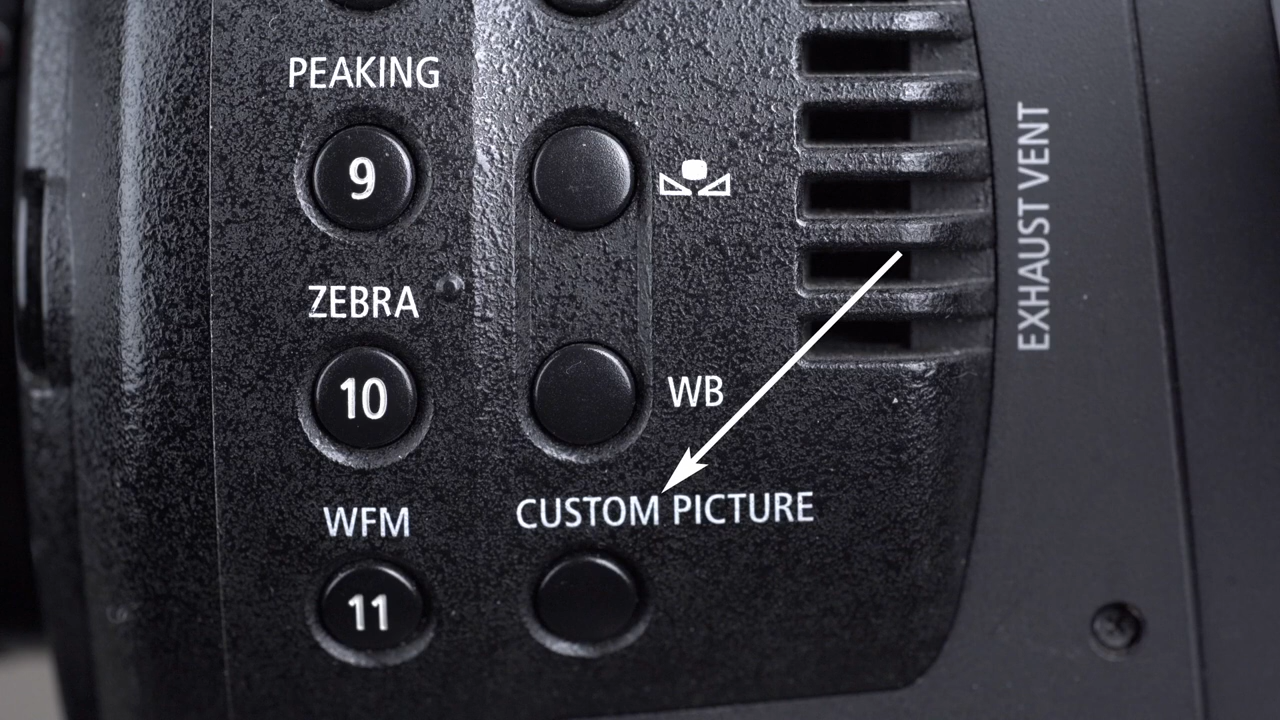 PEAKING
9
ZEBRA
10
WB
WFM
CUSTOM PICTURE
11
EXHAUST VENT